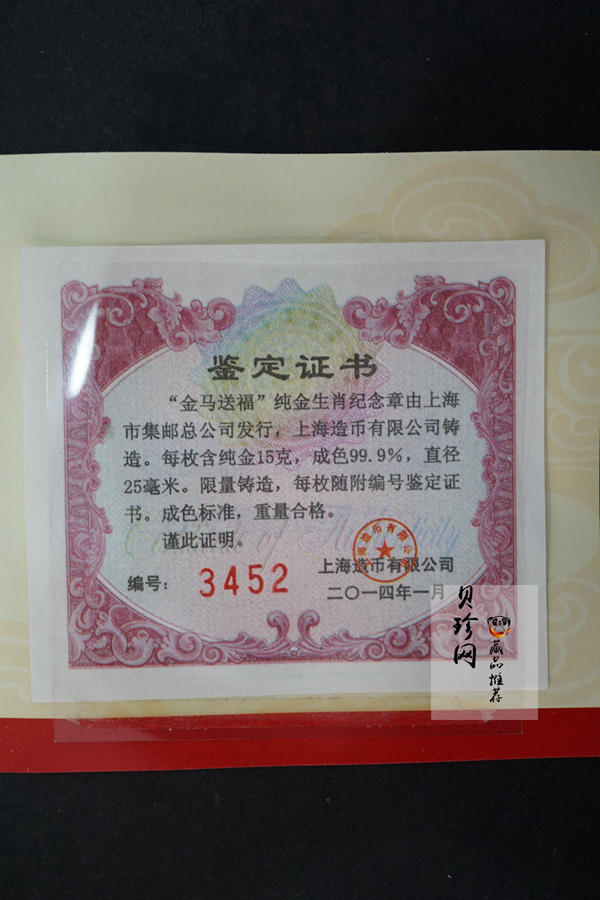 鉴定证书
“金马送福”纯金生肖纪念章由上海
市集邮总公司发行，上海造币有限公司铸
造。每枚含纯金15克，成色99.9%，直径
25毫米。限量铸造，每枚随附编号鉴定证
书。成色标准，重量合格。
谨此证明。
上海造币有限公司
编号：3452
二〇一四年一月
贝珍网
藏品推荐